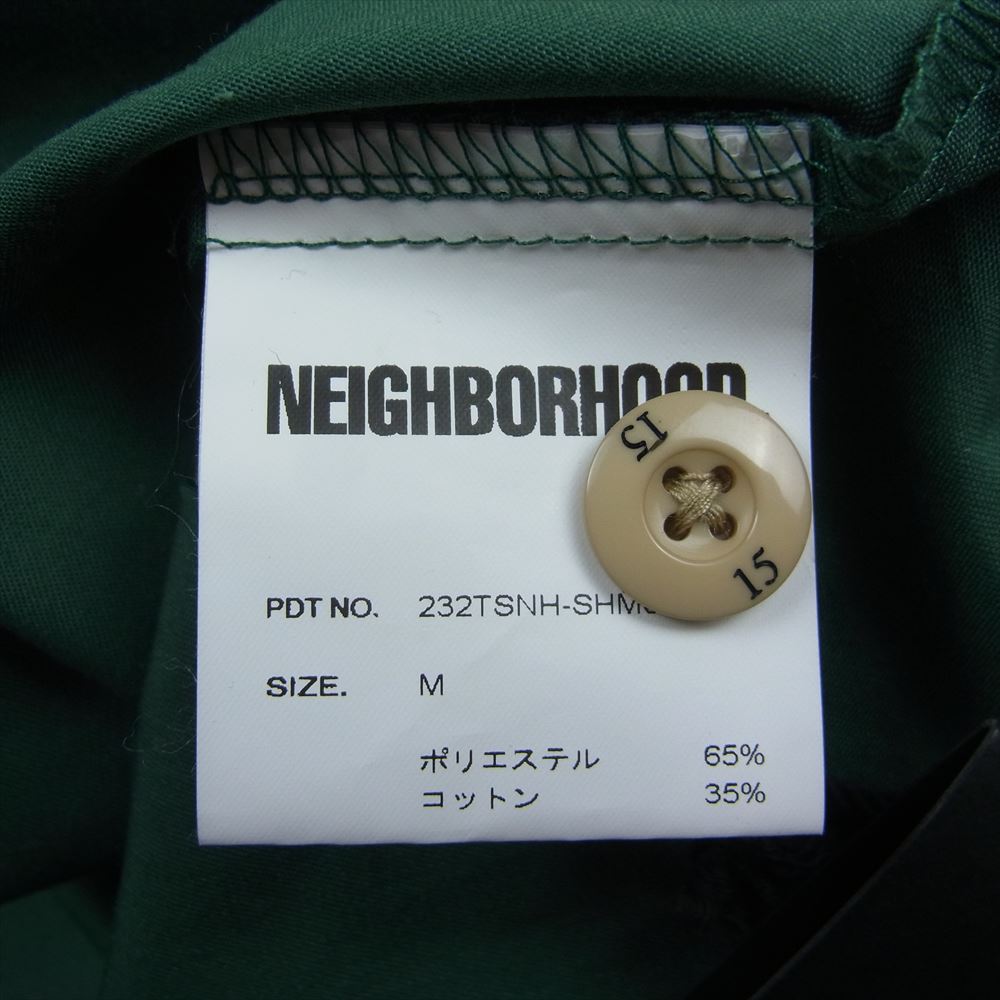 NEIGHBORHOOD
15
15
PDT NO. 232TSNH-SHM
SIZE. M
ポリエステル 65%
コットン 35%